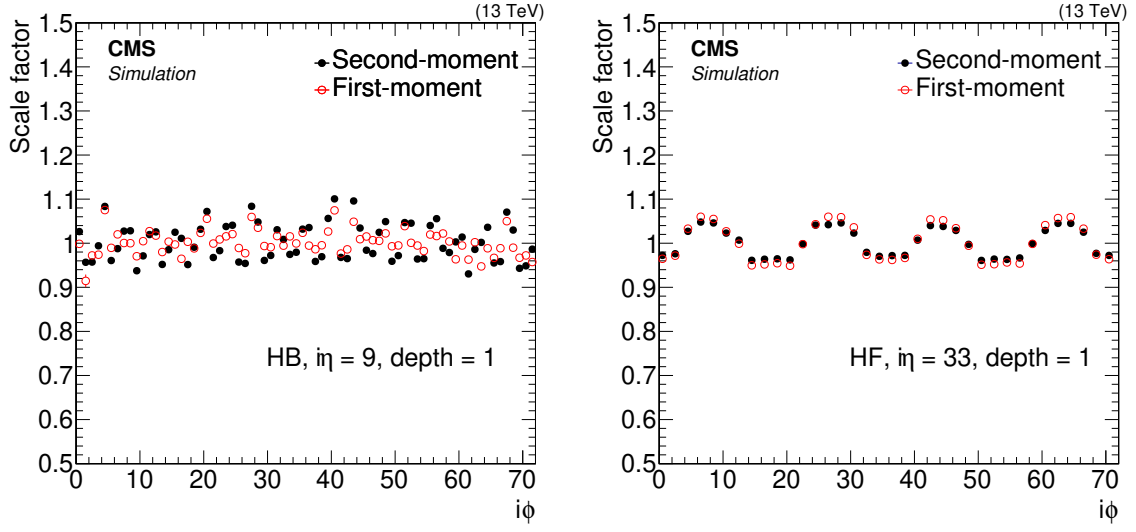 (13 TeV)
Scale factor
1.5
1.4
1.3
1.2
1.1
1
0.9
0.8
0.7
0.6
0.5
CMS
Simulation
Second-moment
First-moment
HB, iη = 9, depth = 1
0 10 20 30 40 50 60 70
iϕ
(13 TeV)
Scale factor
1.5
1.4
1.3
1.2
1.1
1
0.9
0.8
0.7
0.6
0.5
CMS
Simulation
Second-moment
First-moment
HF, iη = 33, depth = 1
0 10 20 30 40 50 60 70
iϕ